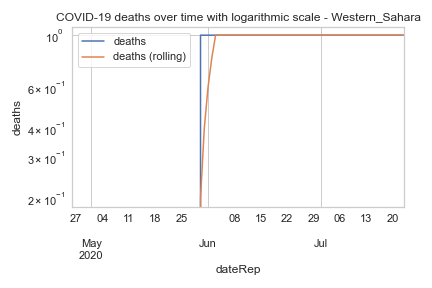 COVID-19 deaths over time with logarithmic scale - Western_Sahara
10⁰
deaths
deaths (rolling)
6 × 10⁻¹
4 × 10⁻¹
3 × 10⁻¹
2 × 10⁻¹
deaths
27 04 11 18 25 08 15 22 29 06 13 20
May Jun Jul
2020
dateRep